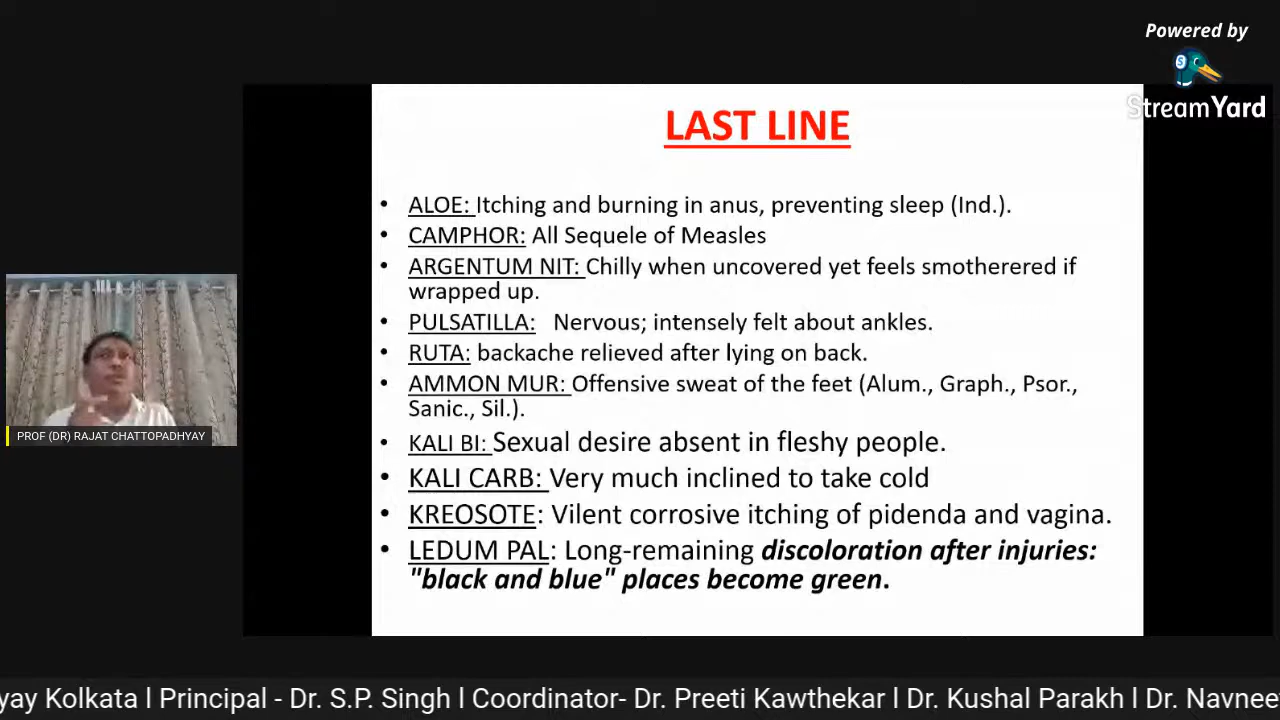 Powered by
StreamYard
LAST LINE
• ALOE: Itching and burning in anus, preventing sleep (Ind.).
• CAMPHOR: All Sequele of Measles
• ARGENTUM NIT: Chilly when uncovered yet feels smotherered if
wrapped up.
• PULSATILLA: Nervous; intensely felt about ankles.
• RUTA: backache relieved after lying on back.
• AMMON MUR: Offensive sweat of the feet (Alum., Graph., Psor.,
Sanic., Sil.).
• KALI BI: Sexual desire absent in fleshy people.
• KALI CARB: Very much inclined to take cold
• KREOSOTE: Vilent corrosive itching of pidenda and vagina.
• LEDUM PAL: Long-remaining discoloration after injuries:
"black and blue" places become green.
PROF (DR) RAJAT CHATTOPADHYAY
yay Kolkata l Principal - Dr. S.P. Singh l Coordinator- Dr. Preeti Kawthekar l Dr. Kushal Parakh l Dr. Navnee